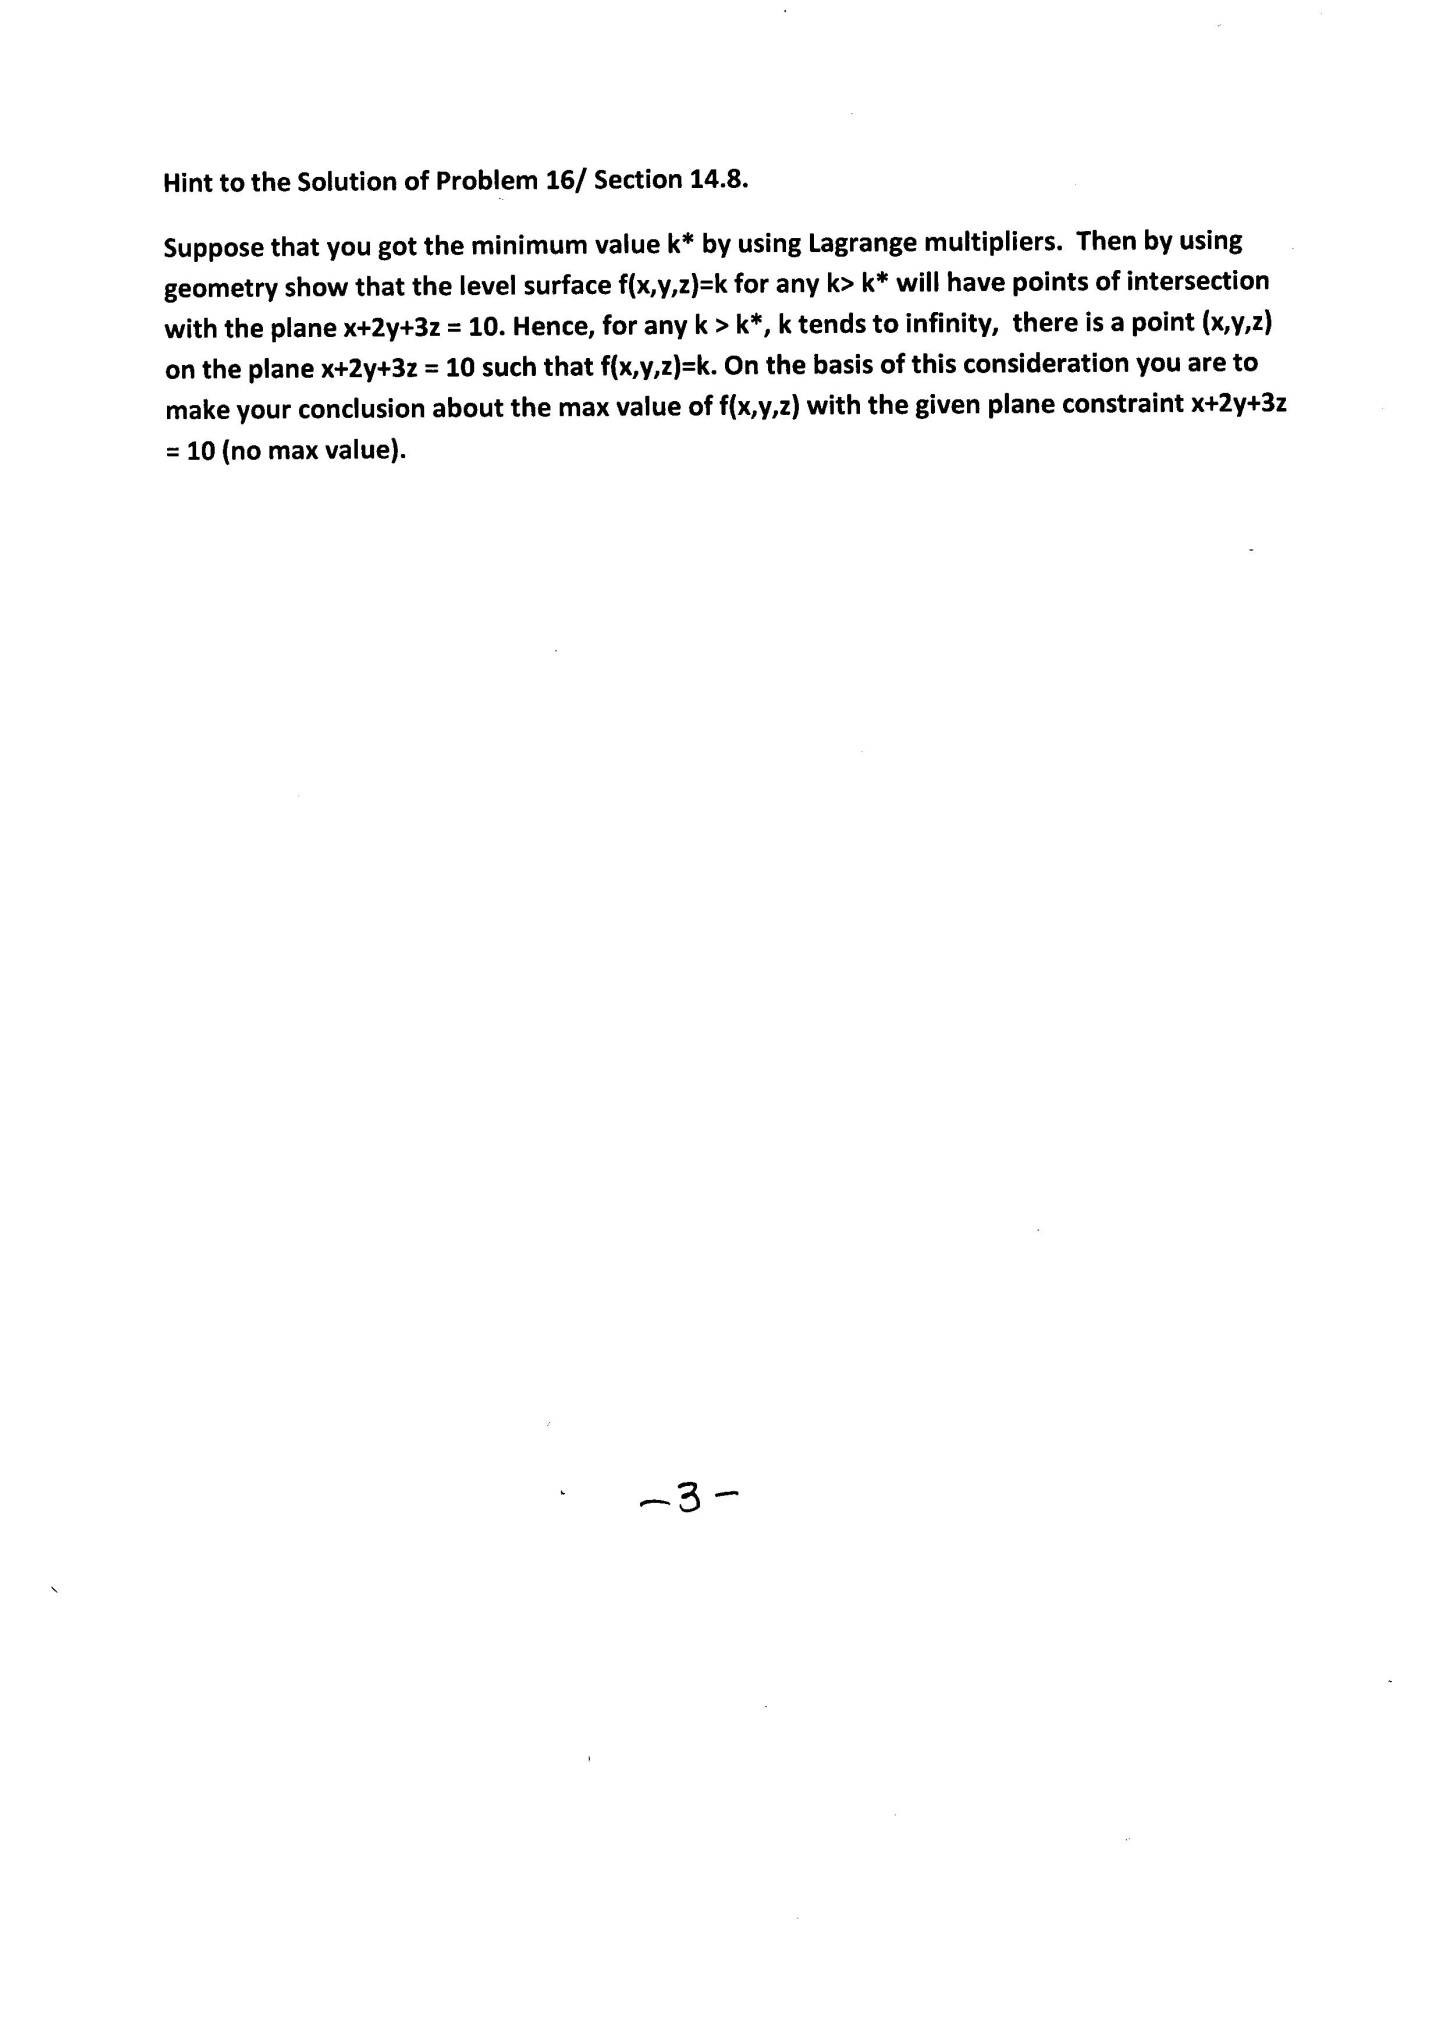 Hint to the Solution of Problem 16/ Section 14.8.
Suppose that you got the minimum value k* by using Lagrange multipliers. Then by using
geometry show that the level surface f(x,y,z)=k for any k> k* will have points of intersection
with the plane x+2y+3z = 10. Hence, for any k > k*, k tends to infinity, there is a point (x,y,z)
on the plane x+2y+3z = 10 such that f(x,y,z)=k. On the basis of this consideration you are to
make your conclusion about the max value of f(x,y,z) with the given plane constraint x+2y+3z
= 10 (no max value).
-3-